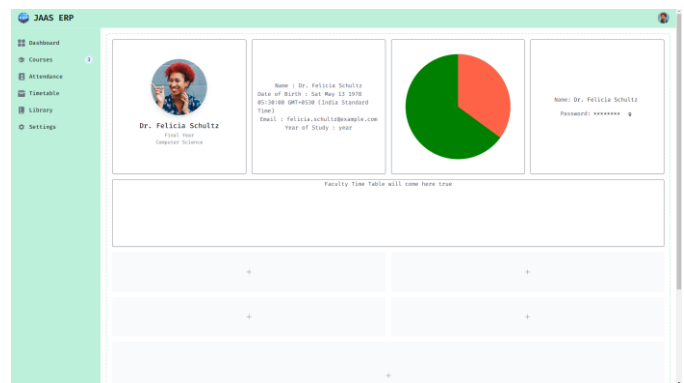 JAAS ERP
Dashboard
Courses
3
Attendance
Timetable
Library
Settings
Dr. Felicia Schultz
Final Year
Computer Science
Name : Dr. Felicia Schultz
Date of Birth : Sat May 13 1978
05:30:00 GMT+0530 (India Standard
Time)
Email : felicia.schultz@example.com
Year of Study : year
Name: Dr. Felicia Schultz
Password: ********
Faculty Time Table will come here true
+
+
+
+
+